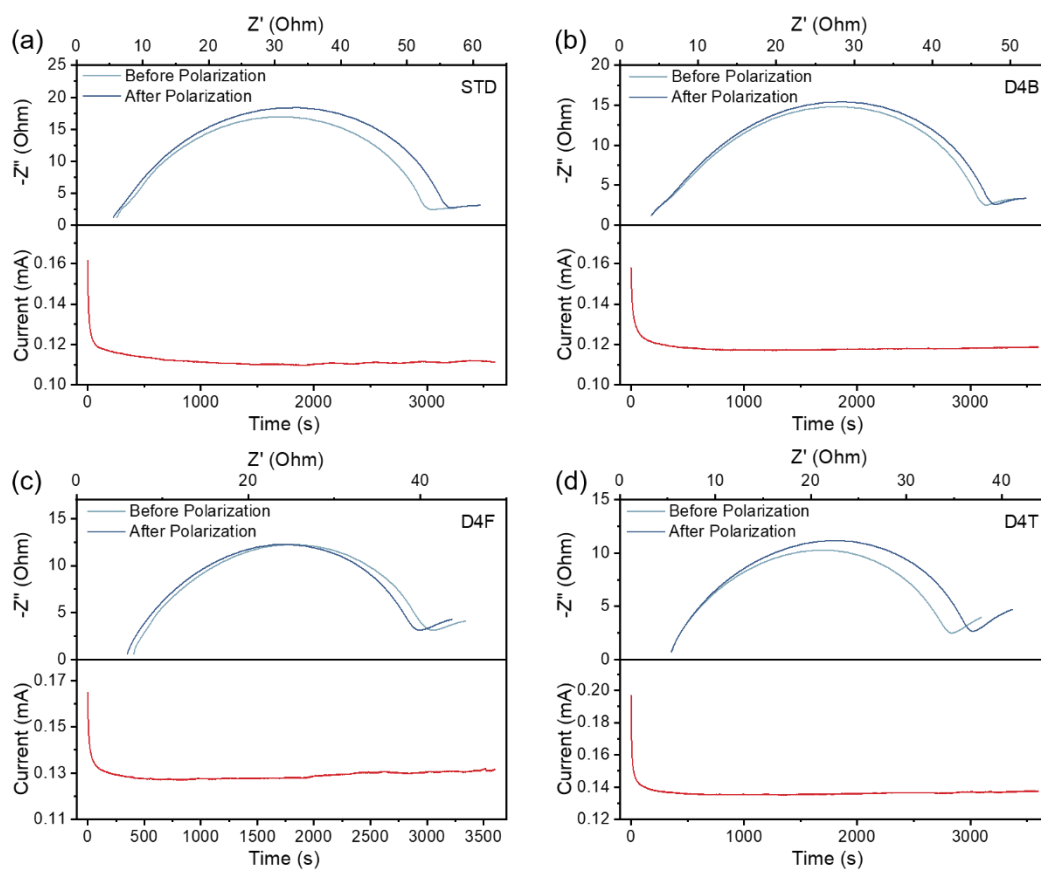 (a)
Z' (Ohm)
0 10 20 30 40 50 60
25
20
15
10
5
0
-Z'' (Ohm)
Before Polarization
After Polarization
STD
0.16
0.14
0.12
0.10
Current (mA)
0 1000 2000 3000
Time (s)
(b)
Z' (Ohm)
0 10 20 30 40 50
20
15
10
5
0
-Z'' (Ohm)
Before Polarization
After Polarization
D4B
0.16
0.14
0.12
0.10
Current (mA)
0 1000 2000 3000
Time (s)
(c)
Z' (Ohm)
0 20 40
15
12
10
7
5
2
0
-Z'' (Ohm)
Before Polarization
After Polarization
D4F
0.17
0.15
0.13
0.11
Current (mA)
0 500 1000 1500 2000 2500 3000 3500
Time (s)
(d)
Z' (Ohm)
0 10 20 30 40
15
10
5
0
-Z'' (Ohm)
Before Polarization
After Polarization
D4T
0.20
0.18
0.16
0.14
0.12
Current (mA)
0 1000 2000 3000
Time (s)